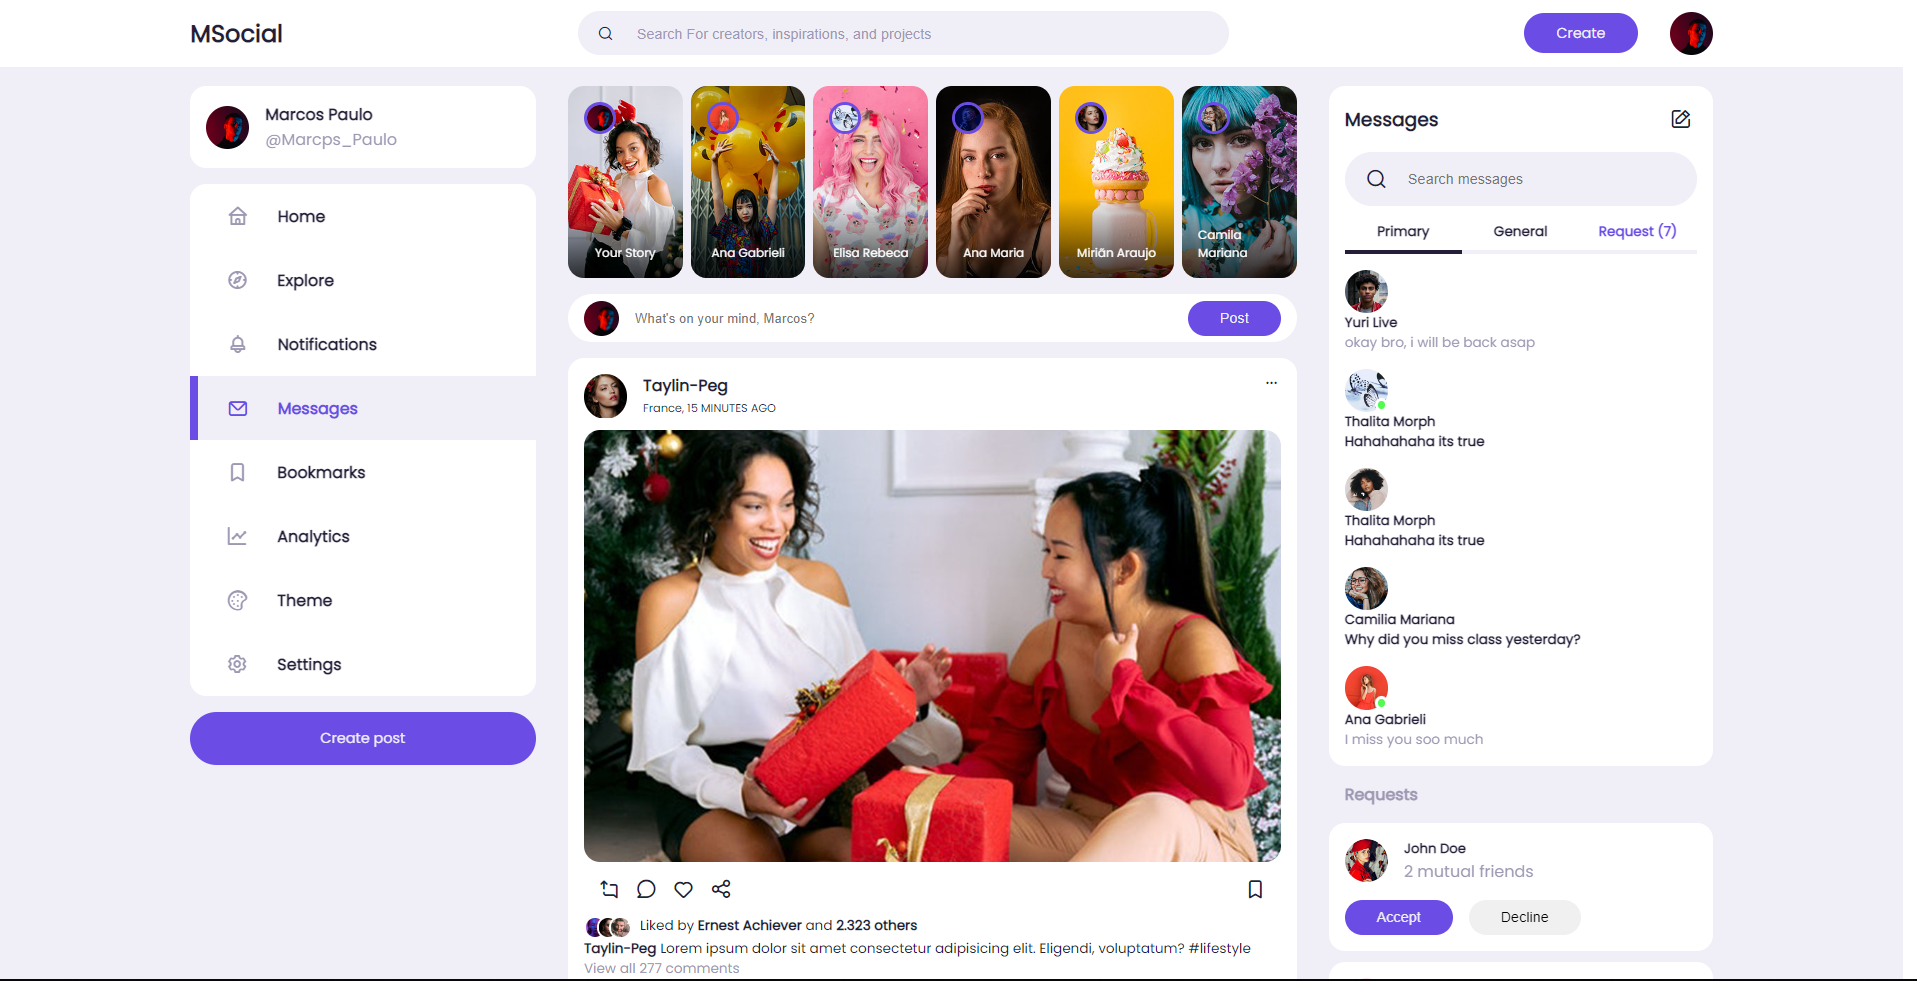 MSocial
Search For creators, inspirations, and projects
Create
Marcos Paulo
@Marcps_Paulo
Home
Explore
Notifications
Messages
Bookmarks
Analytics
Theme
Settings
Create post
Your Story
Ana Gabrieli
Elisa Rebeca
Ana Maria
Miriãn Araujo
Camila
Mariana
What's on your mind, Marcos?
Post
Taylin-Peg
...
France, 15 MINUTES AGO
Liked by Ernest Achiever and 2.323 others
Taylin-Peg Lorem ipsum dolor sit amet consectetur adipisicing elit. Eligendi, voluptatum? #lifestyle
View all 277 comments
Messages
Search messages
Primary General Request (7)
Yuri Live
okay bro, i will be back asap
Thalita Morph
Hahahahaha its true
Thalita Morph
Hahahahaha its true
Camilia Mariana
Why did you miss class yesterday?
Ana Gabrieli
I miss you soo much
Requests
John Doe
2 mutual friends
Accept Decline